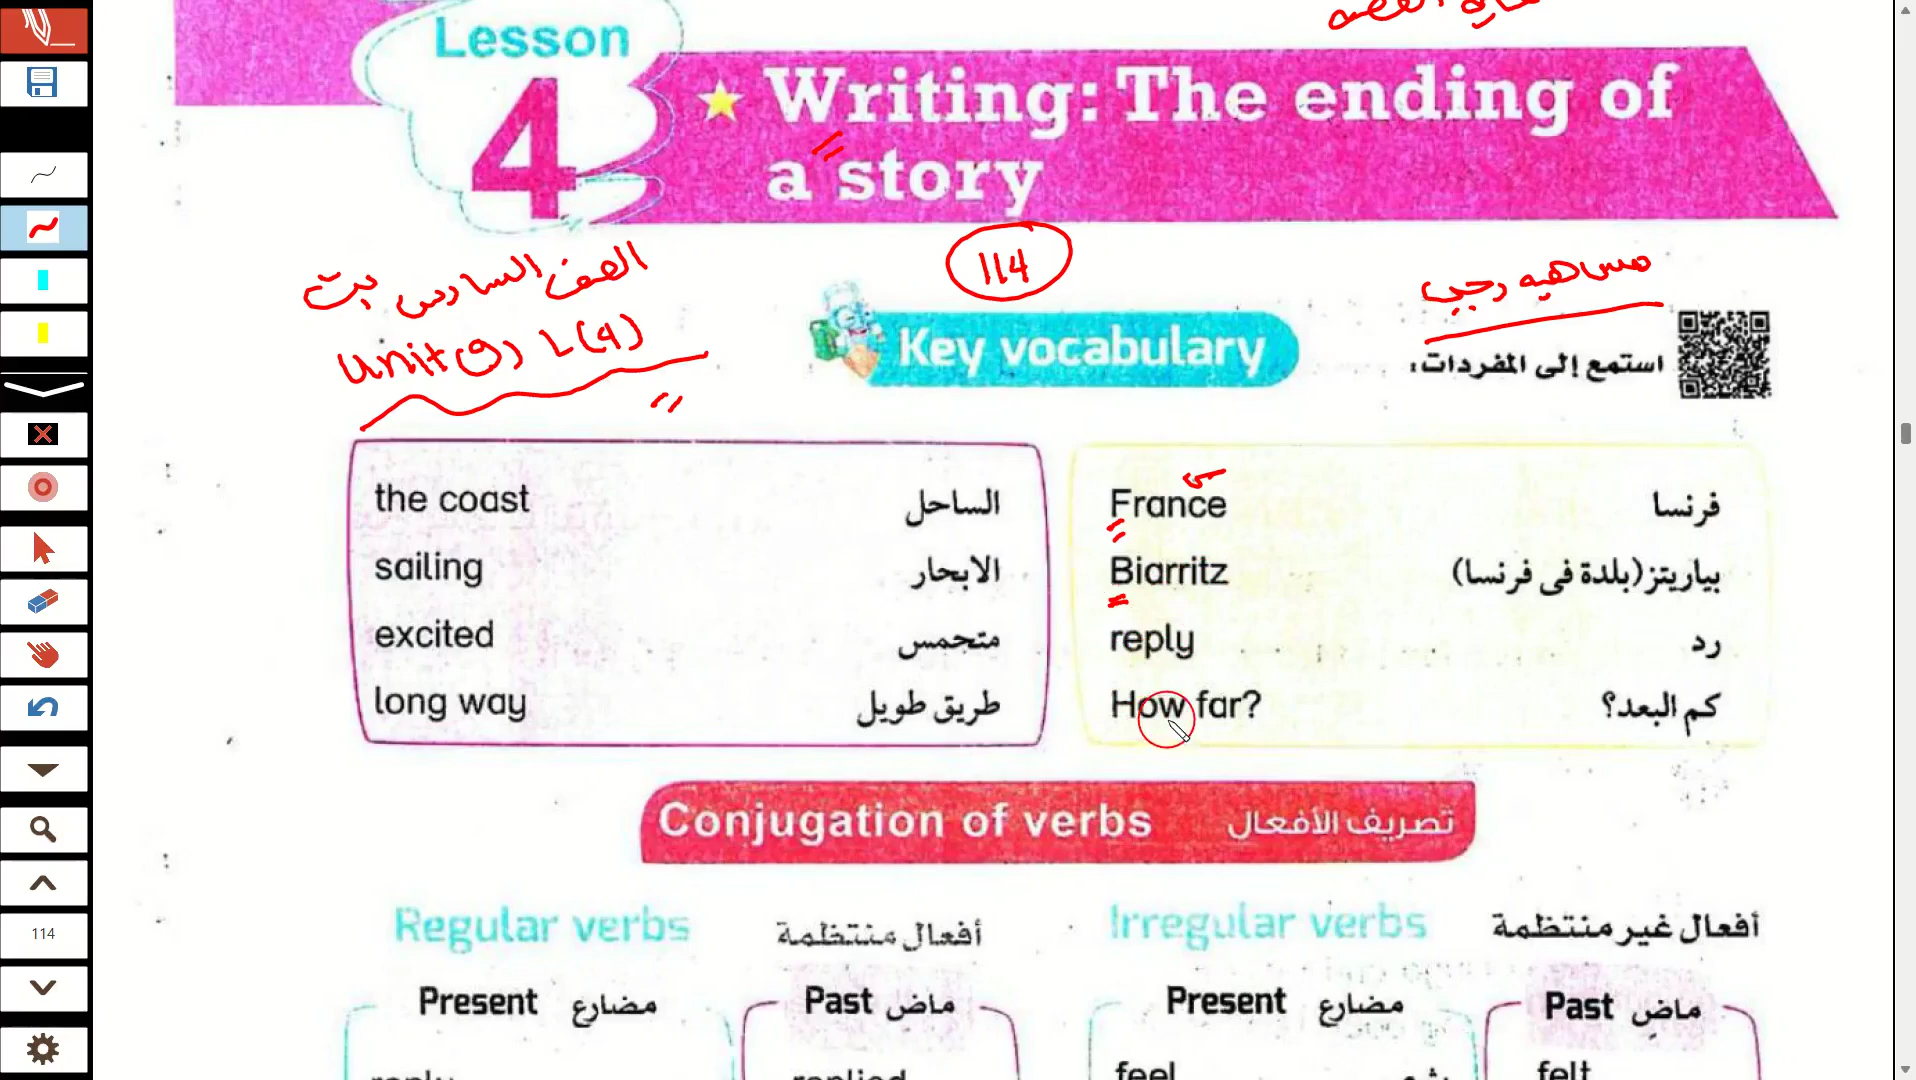 Lesson
4
Writing: The ending of
a story
114
الصف السادس بت
unit (9) L(4)
Key vocabulary
استمع إلى المفردات:
the coast الساحل
sailing الابحار
excited متحمس
long way طريق طويل
France فرنسا
Biarritz بياريتز(بلدة فى فرنسا)
reply رد
How far? كم البعد؟
Conjugation of verbs تصريف الأفعال
Regular verbs أفعال منتظمة
Irregular verbs أفعال غير منتظمة
Present مضارع Past ماض
Present مضارع Past ماضِ
reply replied
feel felt
114